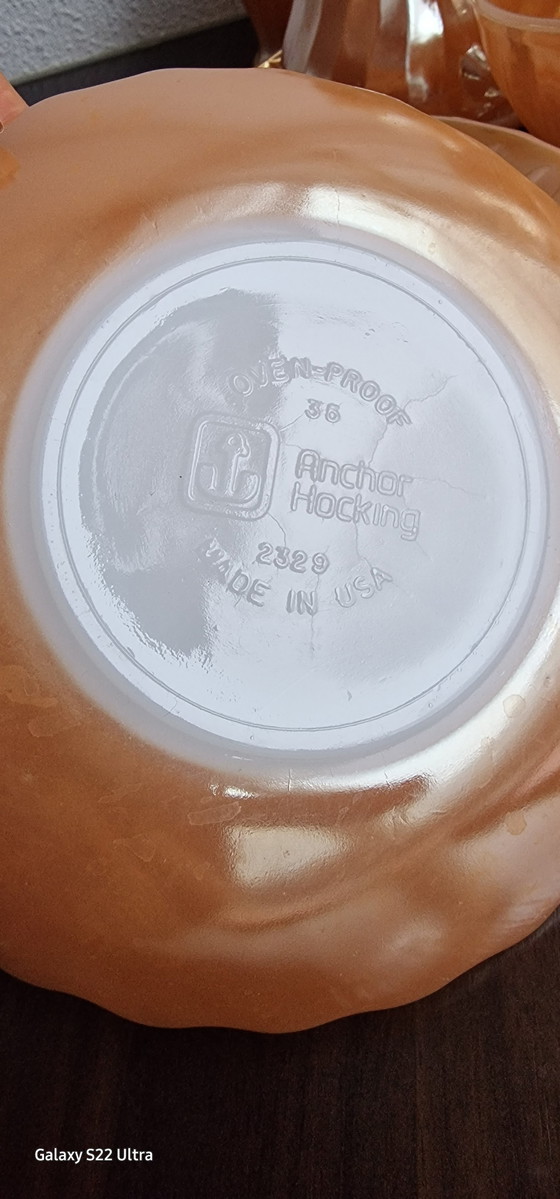 OVEN-PROOF
36
Anchor
Hocking
2329
MADE IN USA
Galaxy S22 Ultra